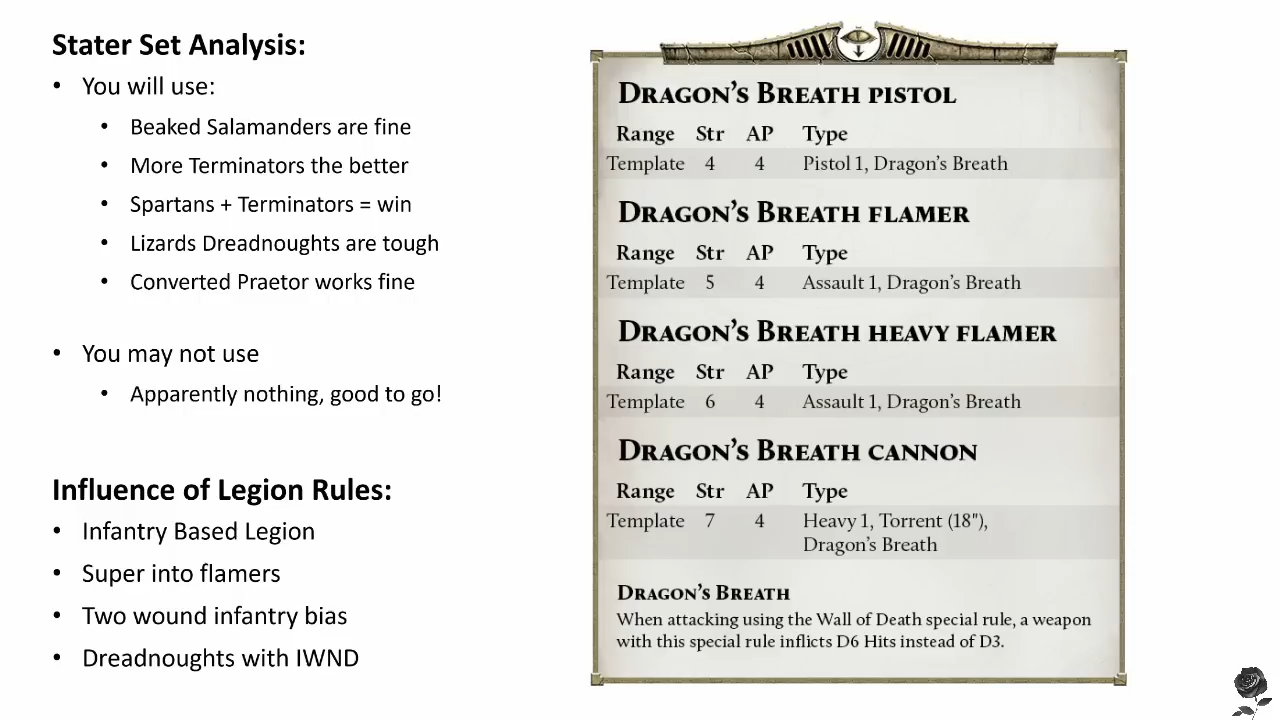 Stater Set Analysis:
• You will use:
• Beaked Salamanders are fine
• More Terminators the better
• Spartans + Terminators = win
• Lizards Dreadnoughts are tough
• Converted Praetor works fine
• You may not use
• Apparently nothing, good to go!
Influence of Legion Rules:
• Infantry Based Legion
• Super into flamers
• Two wound infantry bias
• Dreadnoughts with IWND
Dragon's Breath pistol
Range Str AP Type
Template 4 4 Pistol 1, Dragon's Breath
Dragon's Breath flamer
Range Str AP Type
Template 5 4 Assault 1, Dragon's Breath
Dragon's Breath heavy flamer
Range Str AP Type
Template 6 4 Assault 1, Dragon's Breath
Dragon's Breath cannon
Range Str AP Type
Template 7 4 Heavy 1, Torrent (18"),
Dragon's Breath
Dragon's Breath
When attacking using the Wall of Death special rule, a weapon
with this special rule inflicts D6 Hits instead of D3.